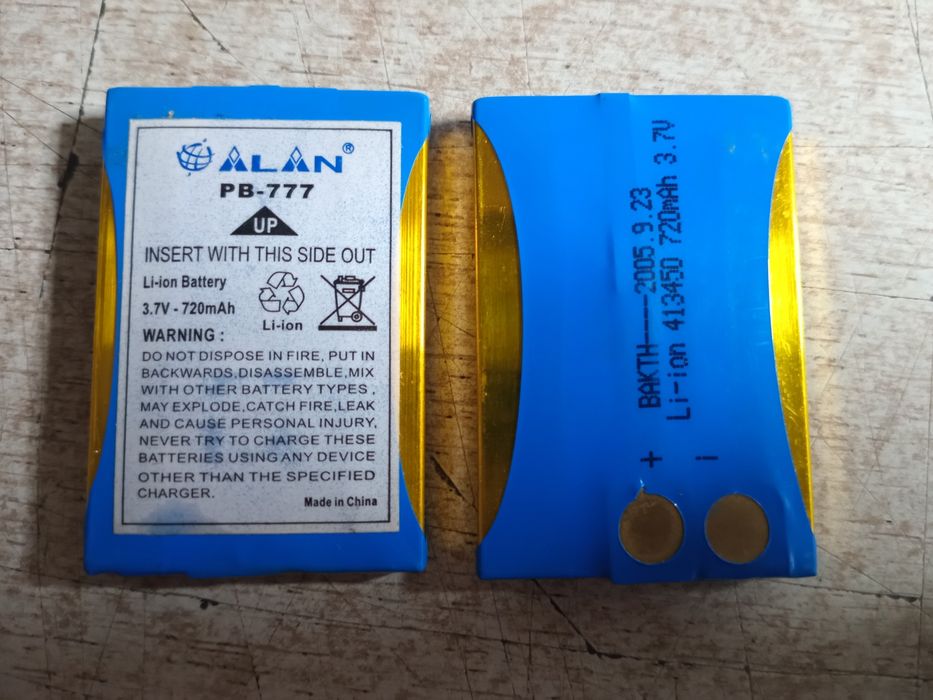 ALAN®
PB-777
UP
INSERT WITH THIS SIDE OUT
Li-ion Battery
3.7V - 720mAh
Li-ion
WARNING :
DO NOT DISPOSE IN FIRE, PUT IN
BACKWARDS,DISASSEMBLE,MIX
WITH OTHER BATTERY TYPES ,
MAY EXPLODE,CATCH FIRE,LEAK
AND CAUSE PERSONAL INJURY,
NEVER TRY TO CHARGE THESE
BATTERIES USING ANY DEVICE
OTHER THAN THE SPECIFIED
CHARGER.
Made in China
+ BAKTH----2005.9.23
- Li-ion 413450 720mAh 3.7V